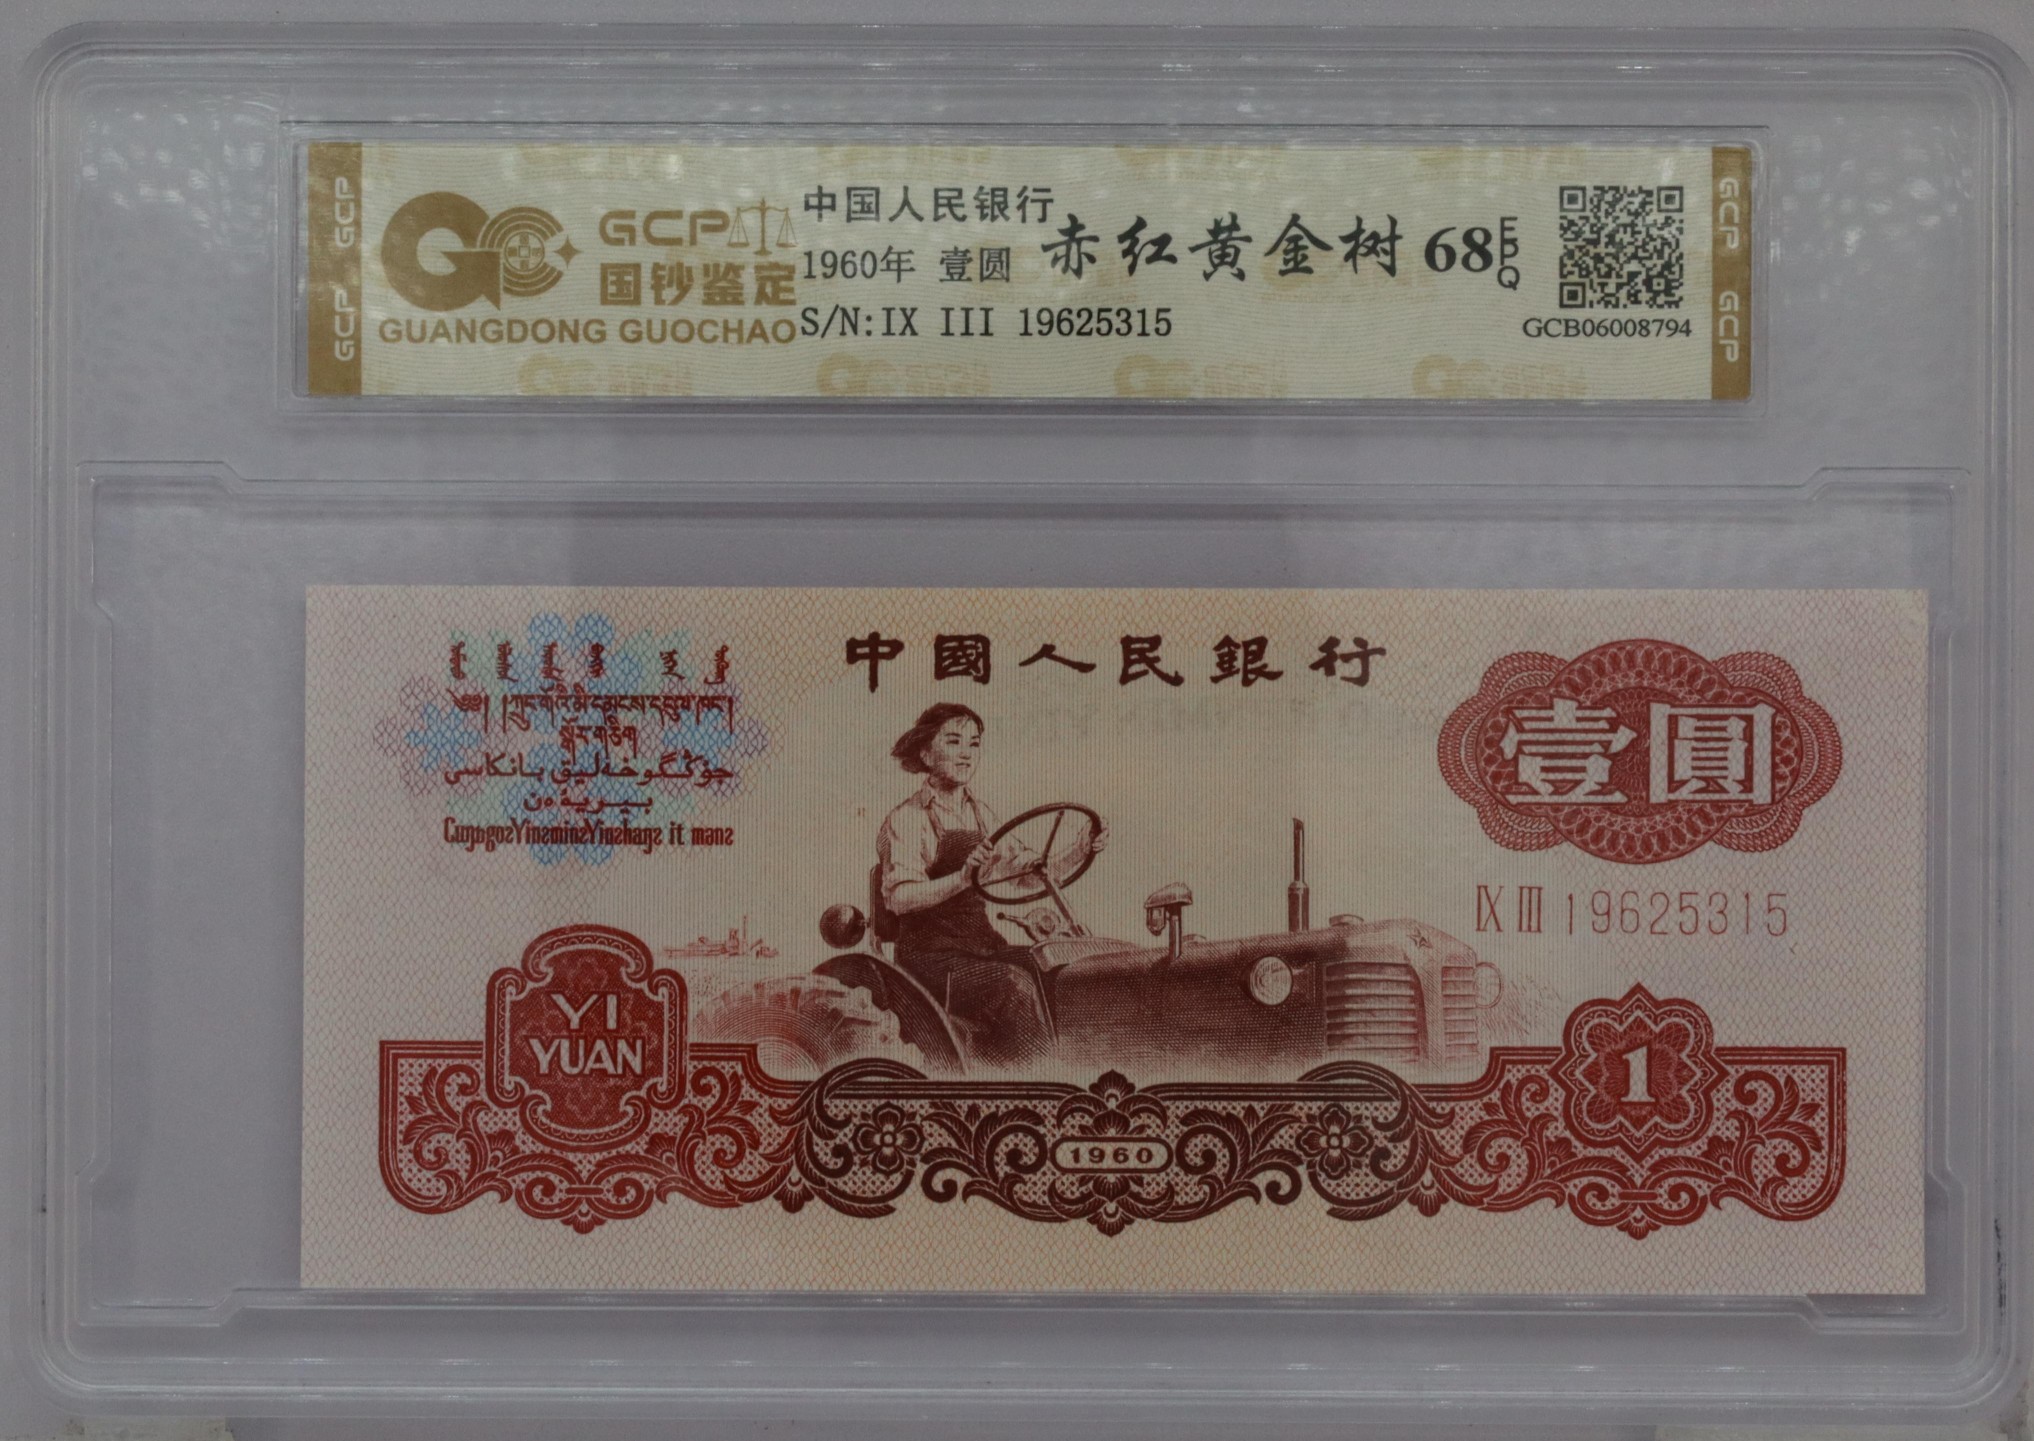 GCP
GCP
GCP
国钞鉴定
GUANGDONG GUOCHAO
中国人民银行
1960年 壹圆
S/N:IX III 19625315
赤红黄金树 68 EPQ
GCB06008794
GCP
GCP
中國人民銀行
壹圓
IX III 19625315
YI
YUAN
1960
1